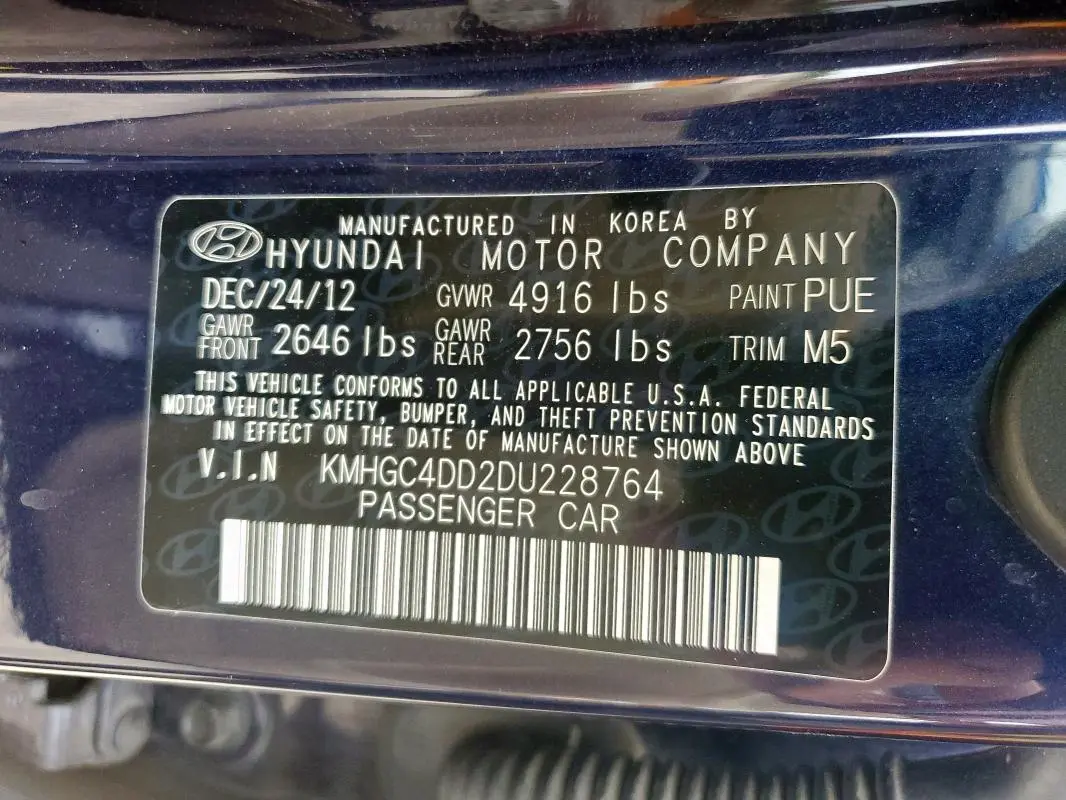 MANUFACTURED IN KOREA BY
HYUNDAI MOTOR COMPANY
DEC/24/12 GVWR 4916 lbs PAINT PUE
GAWR FRONT 2646 lbs GAWR REAR 2756 lbs TRIM M5
THIS VEHICLE CONFORMS TO ALL APPLICABLE U.S.A. FEDERAL
MOTOR VEHICLE SAFETY, BUMPER, AND THEFT PREVENTION STANDARDS
IN EFFECT ON THE DATE OF MANUFACTURE SHOWN ABOVE
V.I.N KMHGC4DD2DU228764
PASSENGER CAR